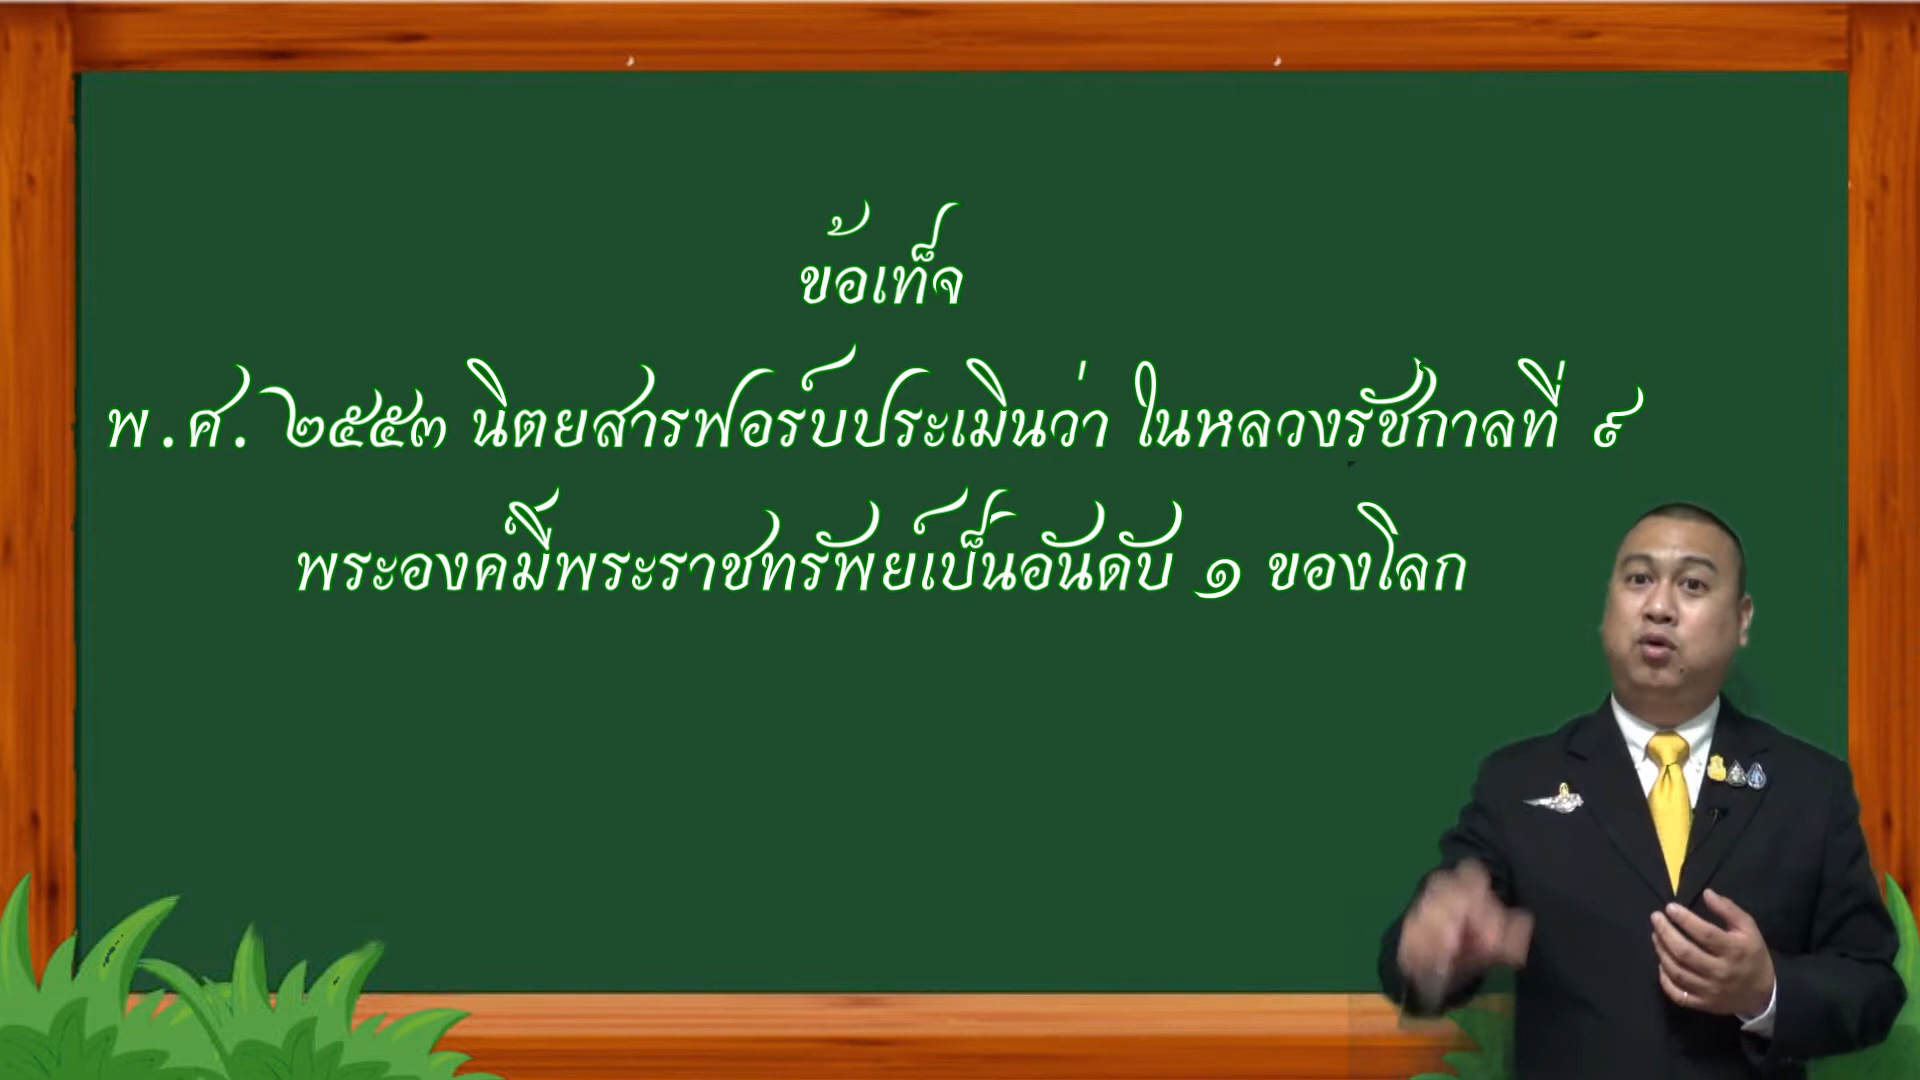 ข้อเท็จ
พ.ศ. ๒๕๕๓ นิตยสารฟอร์บประเมินว่า ในหลวงรัชกาลที่ ๙
พระองค์มีพระราชทรัพย์เป็นอันดับ ๑ ของโลก